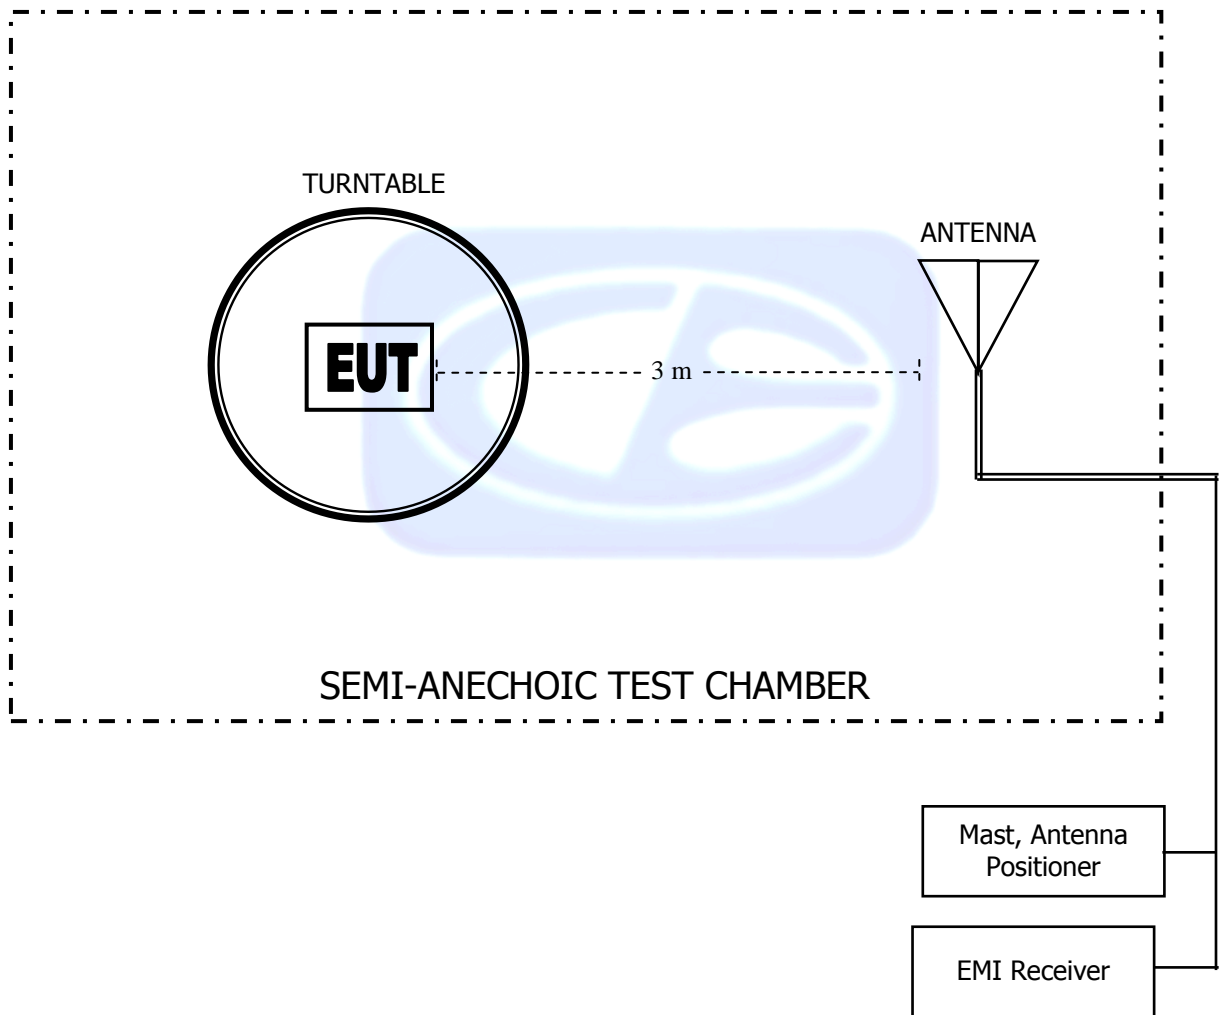 TURNTABLE
ANTENNA
EUT
3 m
SEMI-ANECHOIC TEST CHAMBER
Mast, Antenna
Positioner
EMI Receiver